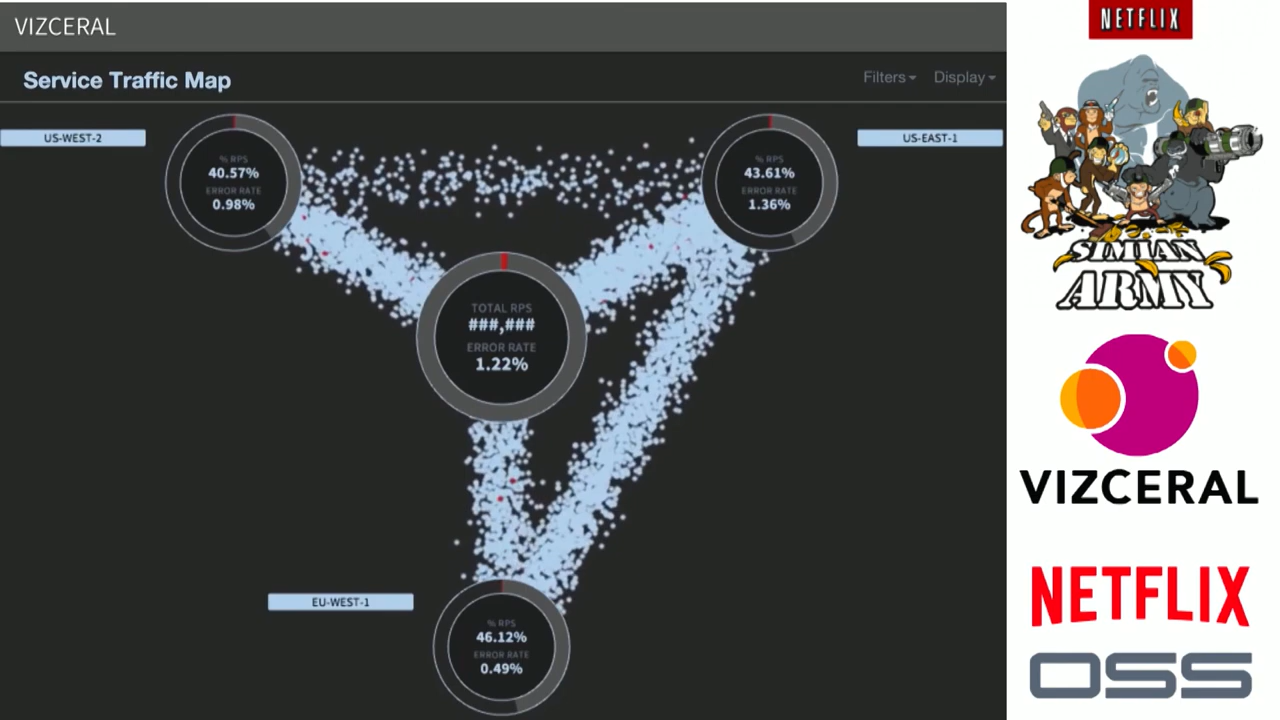 VIZCERAL
Service Traffic Map
Filters
Display
US-WEST-2
% RPS
40.57%
ERROR RATE
0.98%
% RPS
43.61%
ERROR RATE
1.36%
US-EAST-1
TOTAL RPS
###,###
ERROR RATE
1.22%
EU-WEST-1
% RPS
46.12%
ERROR RATE
0.49%
NETFLIX
SIMIAN
ARMY
VIZCERAL
NETFLIX
OSS